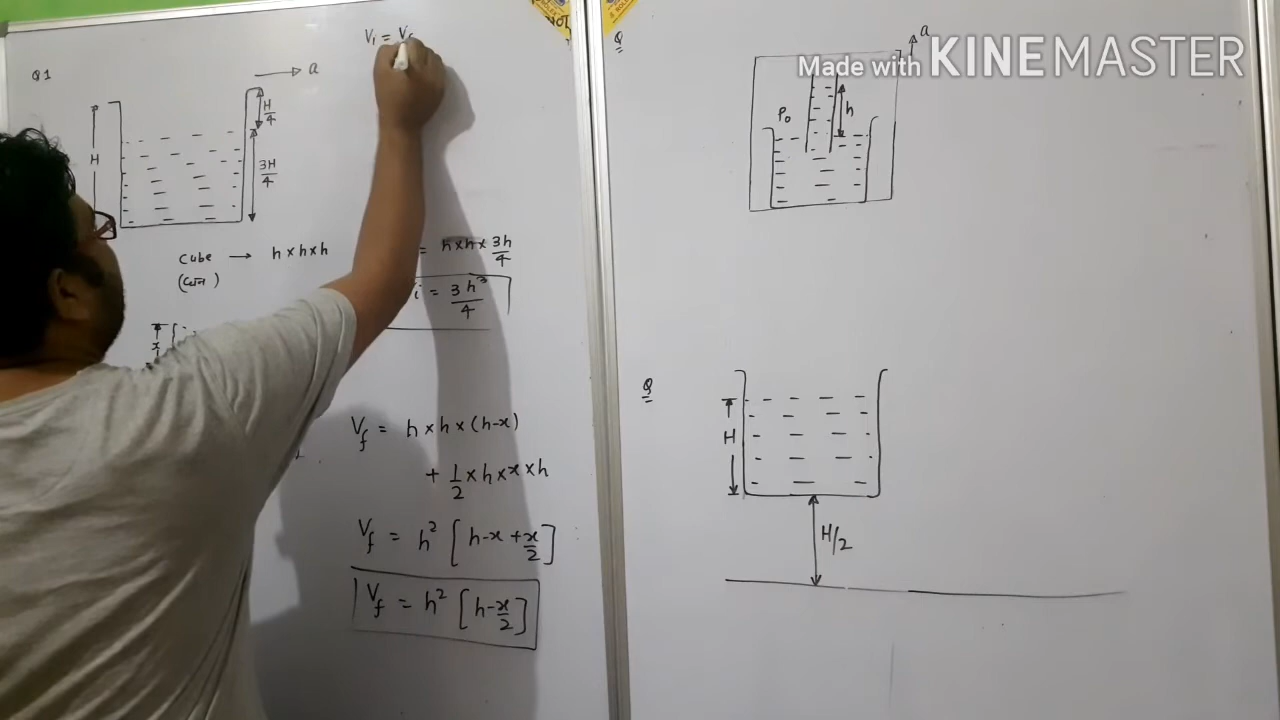 V₁ = V_f
Q1
a
H/4
H
3H/4
cube → h×h×h
(घन)
= h×h×3h/4
i = 3h³/4
x
V_f = h×h×(h-x)
+ 1/2×h×x×h
V_f = h²[h-x+x/2]
V_f = h²[h-x/2]
Q
a
Made with KINEMASTER
P₀
h
Q
H
H/2